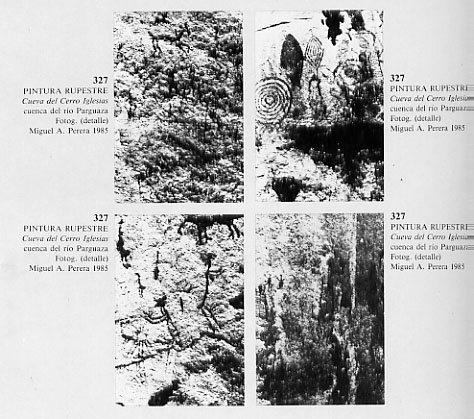 327
PINTURA RUPESTRE
Cueva del Cerro Iglesias
cuenca del río Parguaza
Fotog. (detalle)
Miguel A. Perera 1985
327
PINTURA RUPESTRE
Cueva del Cerro Iglesias
cuenca del río Parguaza
Fotog. (detalle)
Miguel A. Perera 1985
327
PINTURA RUPESTRE
Cueva del Cerro Iglesias
cuenca del río Parguaza
Fotog. (detalle)
Miguel A. Perera 1985
327
PINTURA RUPESTRE
Cueva del Cerro Iglesias
cuenca del río Parguaza
Fotog. (detalle)
Miguel A. Perera 1985